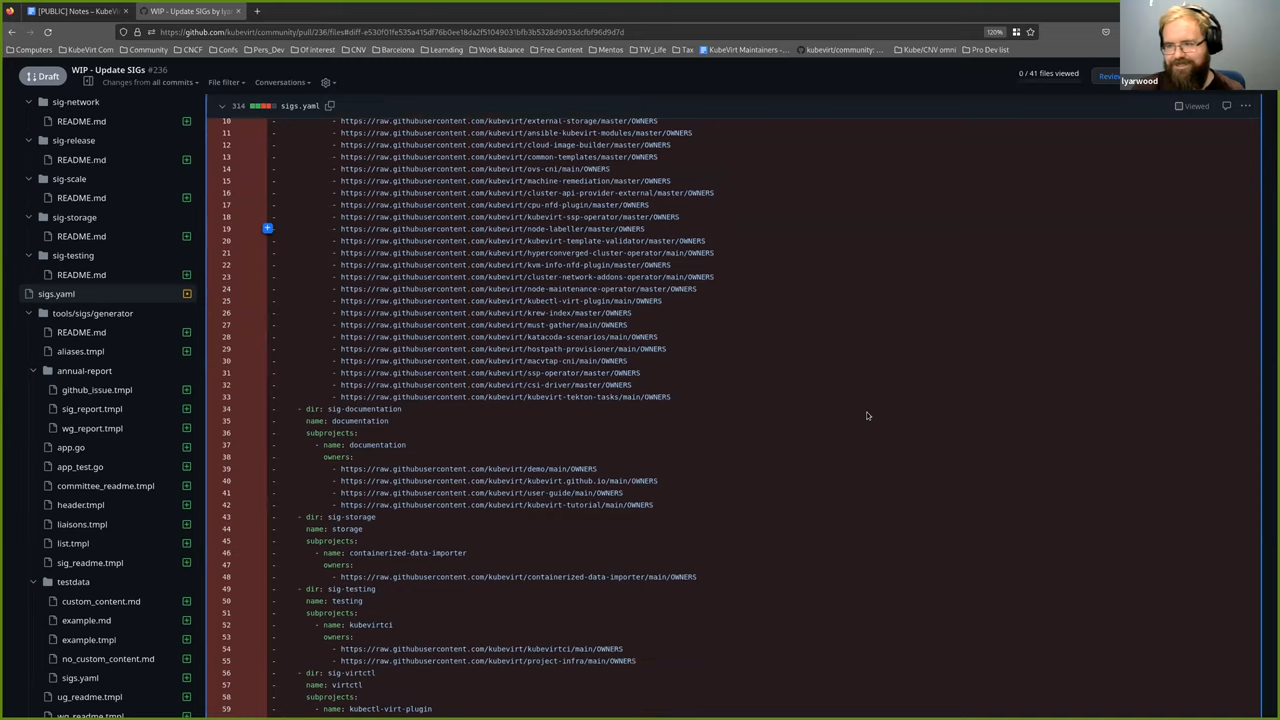 [PUBLIC] Notes – KubeV
WIP - Update SIGs by lyar
https://github.com/kubevirt/community/pull/236/files#diff-e530f01fe535a415df76b0ee3418a2f51049031bfb3b5328d9033dcfbf96d9d7d
120%
Computers
KubeVirt Com
Community
CNCF
Confs
Pers_Dev
Of interest
CNV
Barcelona
Learning
Work Balance
Free Content
Mentos
TW_Life
Tax
KubeVirt Maintainers -...
kubevirt/community: ...
Kube/CNV omni
Pro Dev list
Draft
WIP - Update SIGs #236
Changes from all commits
File filter
Conversations
0 / 41 files viewed
Review
lyarwood
sig-network
README.md
sig-release
README.md
sig-scale
README.md
sig-storage
README.md
sig-testing
README.md
sigs.yaml
tools/sigs/generator
README.md
aliases.tmpl
annual-report
github_issue.tmpl
sig_report.tmpl
wg_report.tmpl
app.go
app_test.go
committee_readme.tmpl
header.tmpl
liaisons.tmpl
list.tmpl
sig_readme.tmpl
testdata
custom_content.md
example.md
example.tmpl
no_custom_content.md
sigs.yaml
ug_readme.tmpl
wg_readme.tmpl
314 sigs.yaml
Viewed
10 - - https://raw.githubusercontent.com/kubevirt/external-storage/master/OWNERS
11 - - https://raw.githubusercontent.com/kubevirt/ansible-kubevirt-modules/master/OWNERS
12 - - https://raw.githubusercontent.com/kubevirt/cloud-image-builder/master/OWNERS
13 - - https://raw.githubusercontent.com/kubevirt/common-templates/master/OWNERS
14 - - https://raw.githubusercontent.com/kubevirt/ovs-cni/main/OWNERS
15 - - https://raw.githubusercontent.com/kubevirt/machine-remediation/master/OWNERS
16 - - https://raw.githubusercontent.com/kubevirt/cluster-api-provider-external/master/OWNERS
17 - - https://raw.githubusercontent.com/kubevirt/cpu-nfd-plugin/master/OWNERS
18 - - https://raw.githubusercontent.com/kubevirt/kubevirt-ssp-operator/master/OWNERS
19 - - https://raw.githubusercontent.com/kubevirt/node-labeller/master/OWNERS
20 - - https://raw.githubusercontent.com/kubevirt/kubevirt-template-validator/master/OWNERS
21 - - https://raw.githubusercontent.com/kubevirt/hyperconverged-cluster-operator/main/OWNERS
22 - - https://raw.githubusercontent.com/kubevirt/kvm-info-nfd-plugin/master/OWNERS
23 - - https://raw.githubusercontent.com/kubevirt/cluster-network-addons-operator/main/OWNERS
24 - - https://raw.githubusercontent.com/kubevirt/node-maintenance-operator/master/OWNERS
25 - - https://raw.githubusercontent.com/kubevirt/kubectl-virt-plugin/main/OWNERS
26 - - https://raw.githubusercontent.com/kubevirt/krew-index/master/OWNERS
27 - - https://raw.githubusercontent.com/kubevirt/must-gather/main/OWNERS
28 - - https://raw.githubusercontent.com/kubevirt/katacoda-scenarios/main/OWNERS
29 - - https://raw.githubusercontent.com/kubevirt/hostpath-provisioner/main/OWNERS
30 - - https://raw.githubusercontent.com/kubevirt/macvtap-cni/main/OWNERS
31 - - https://raw.githubusercontent.com/kubevirt/ssp-operator/master/OWNERS
32 - - https://raw.githubusercontent.com/kubevirt/csi-driver/master/OWNERS
33 - - https://raw.githubusercontent.com/kubevirt/kubevirt-tekton-tasks/main/OWNERS
34 - - dir: sig-documentation
35 - name: documentation
36 - subprojects:
37 - - name: documentation
38 - owners:
39 - - https://raw.githubusercontent.com/kubevirt/demo/main/OWNERS
40 - - https://raw.githubusercontent.com/kubevirt/kubevirt.github.io/main/OWNERS
41 - - https://raw.githubusercontent.com/kubevirt/user-guide/main/OWNERS
42 - - https://raw.githubusercontent.com/kubevirt/kubevirt-tutorial/main/OWNERS
43 - - dir: sig-storage
44 - name: storage
45 - subprojects:
46 - - name: containerized-data-importer
47 - owners:
48 - - https://raw.githubusercontent.com/kubevirt/containerized-data-importer/main/OWNERS
49 - - dir: sig-testing
50 - name: testing
51 - subprojects:
52 - - name: kubevirtci
53 - owners:
54 - - https://raw.githubusercontent.com/kubevirt/kubevirtci/main/OWNERS
55 - - https://raw.githubusercontent.com/kubevirt/project-infra/main/OWNERS
56 - - dir: sig-virtctl
57 - name: virtctl
58 - subprojects:
59 - - name: kubectl-virt-plugin